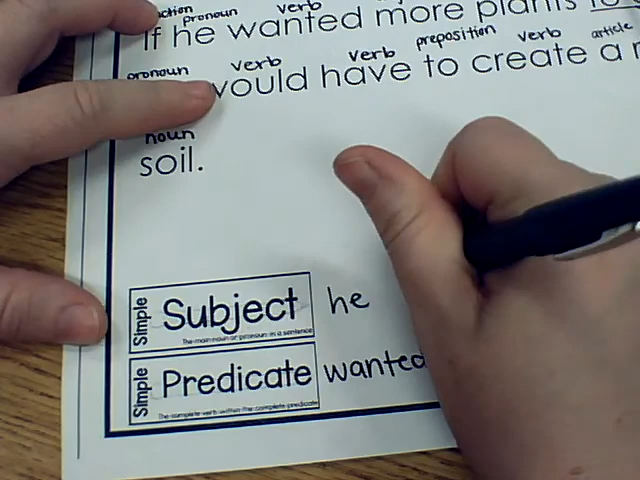 pronoun verb
If he wanted more plants to
pronoun verb verb preposition verb article
would have to create a
noun
soil.
Simple Subject he
The main noun or pronoun in a sentence
Simple Predicate wanted
The complete verb within the complete predicate